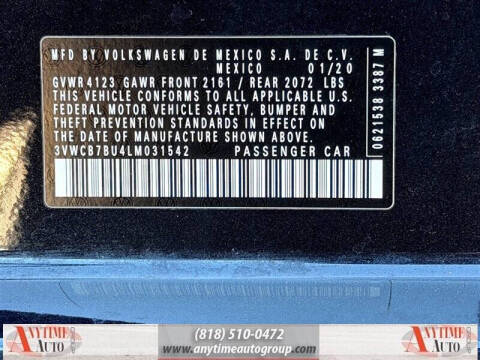 MFD BY VOLKSWAGEN DE MEXICO S.A. DE C.V.
MEXICO 01/20
GVWR 4123 GAWR FRONT 2161 / REAR 2072 LBS
THIS VEHICLE CONFORMS TO ALL APPLICABLE U.S.
FEDERAL MOTOR VEHICLE SAFETY, BUMPER AND
THEFT PREVENTION STANDARDS IN EFFECT ON THE
DATE OF MANUFACTURE SHOWN ABOVE.
3VWCB7BU4LM031542 PASSENGER CAR
0621538 3387 M
ANYTIME
AUTO
(818) 510-0472
www.anytimeautogroup.com
ANYTIME
AUTO